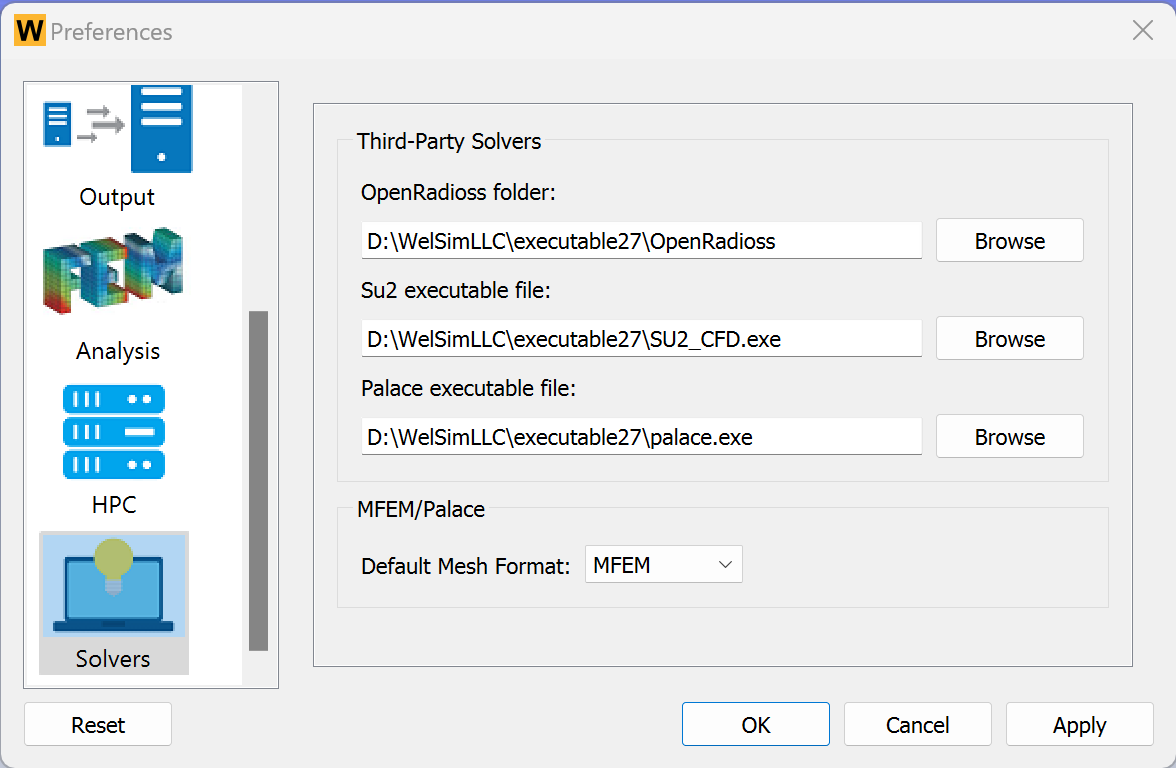 W Preferences
Output
FEM
Analysis
HPC
Solvers
Third-Party Solvers
OpenRadioss folder:
D:\WelSimLLC\executable27\OpenRadioss
Browse
Su2 executable file:
D:\WelSimLLC\executable27\SU2_CFD.exe
Browse
Palace executable file:
D:\WelSimLLC\executable27\palace.exe
Browse
MFEM/Palace
Default Mesh Format: MFEM
Reset
OK
Cancel
Apply